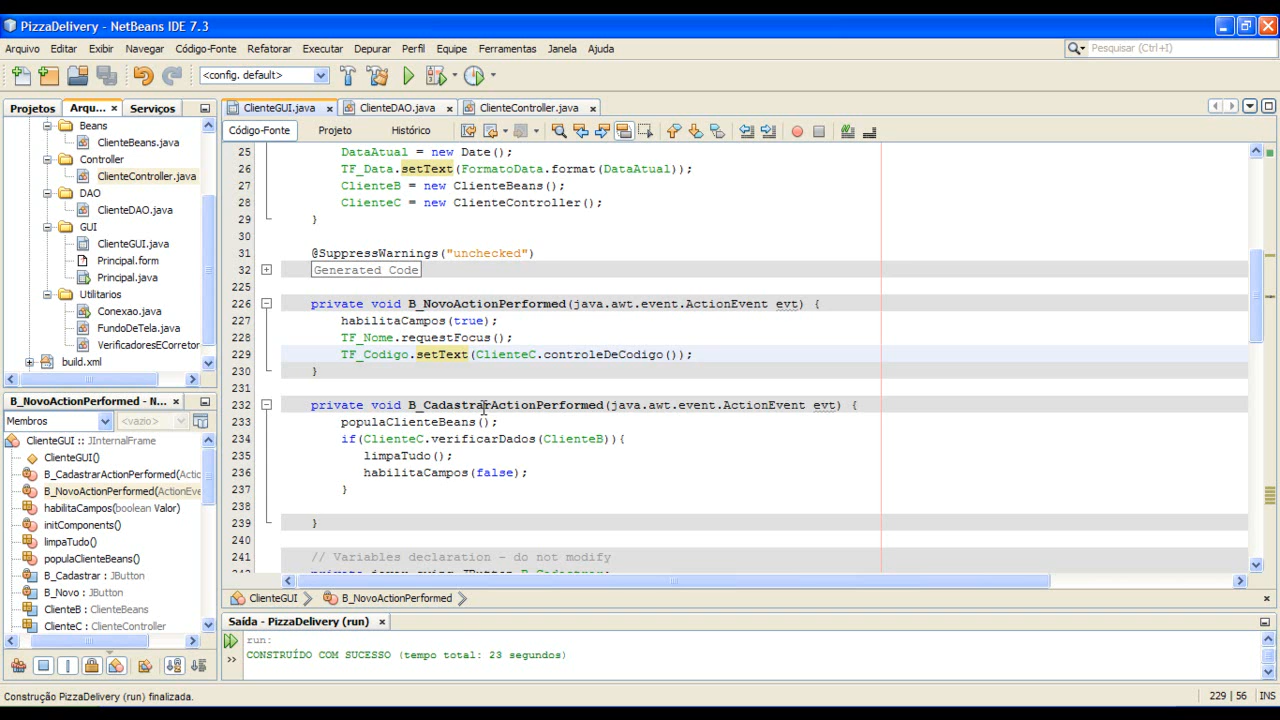 PizzaDelivery - NetBeans IDE 7.3
Arquivo Editar Exibir Navegar Código-Fonte Refatorar Executar Depurar Perfil Equipe Ferramentas Janela Ajuda
Pesquisar (Ctrl+I)
<config. default>
Projetos Arqu... Serviços
ClienteGUI.java ClienteDAO.java ClienteController.java
Código-Fonte Projeto Histórico
Beans
ClienteBeans.java
Controller
ClienteController.java
DAO
ClienteDAO.java
GUI
ClienteGUI.java
Principal.form
Principal.java
Utilitarios
Conexao.java
FundoDeTela.java
VerificadoresECorretor
build.xml
25 DataAtual = new Date();
26 TF_Data.setText(FormatoData.format(DataAtual));
27 ClienteB = new ClienteBeans();
28 ClienteC = new ClienteController();
29 }
30
31 @SuppressWarnings("unchecked")
32 Generated Code
225
226 private void B_NovoActionPerformed(java.awt.event.ActionEvent evt) {
227 habilitaCampos(true);
228 TF_Nome.requestFocus();
229 TF_Codigo.setText(ClienteC.controleDeCodigo());
230 }
231
232 private void B_CadastrarActionPerformed(java.awt.event.ActionEvent evt) {
233 populaClienteBeans();
234 if(ClienteC.verificarDados(ClienteB)){
235 limpaTudo();
236 habilitaCampos(false);
237 }
238
239 }
240
241 // Variables declaration - do not modify
B_NovoActionPerformed - N...
Membros <vazio>
ClienteGUI :: JInternalFrame
ClienteGUI()
B_CadastrarActionPerformed(Actio
B_NovoActionPerformed(ActionEve
habilitaCampos(boolean Valor)
initComponents()
limpaTudo()
populaClienteBeans()
B_Cadastrar : JButton
B_Novo : JButton
ClienteB : ClienteBeans
ClienteC : ClienteController
ClienteGUI B_NovoActionPerformed
Saída - PizzaDelivery (run)
run:
CONSTRUÍDO COM SUCESSO (tempo total: 23 segundos)
Construção PizzaDelivery (run) finalizada.
229 | 56 INS